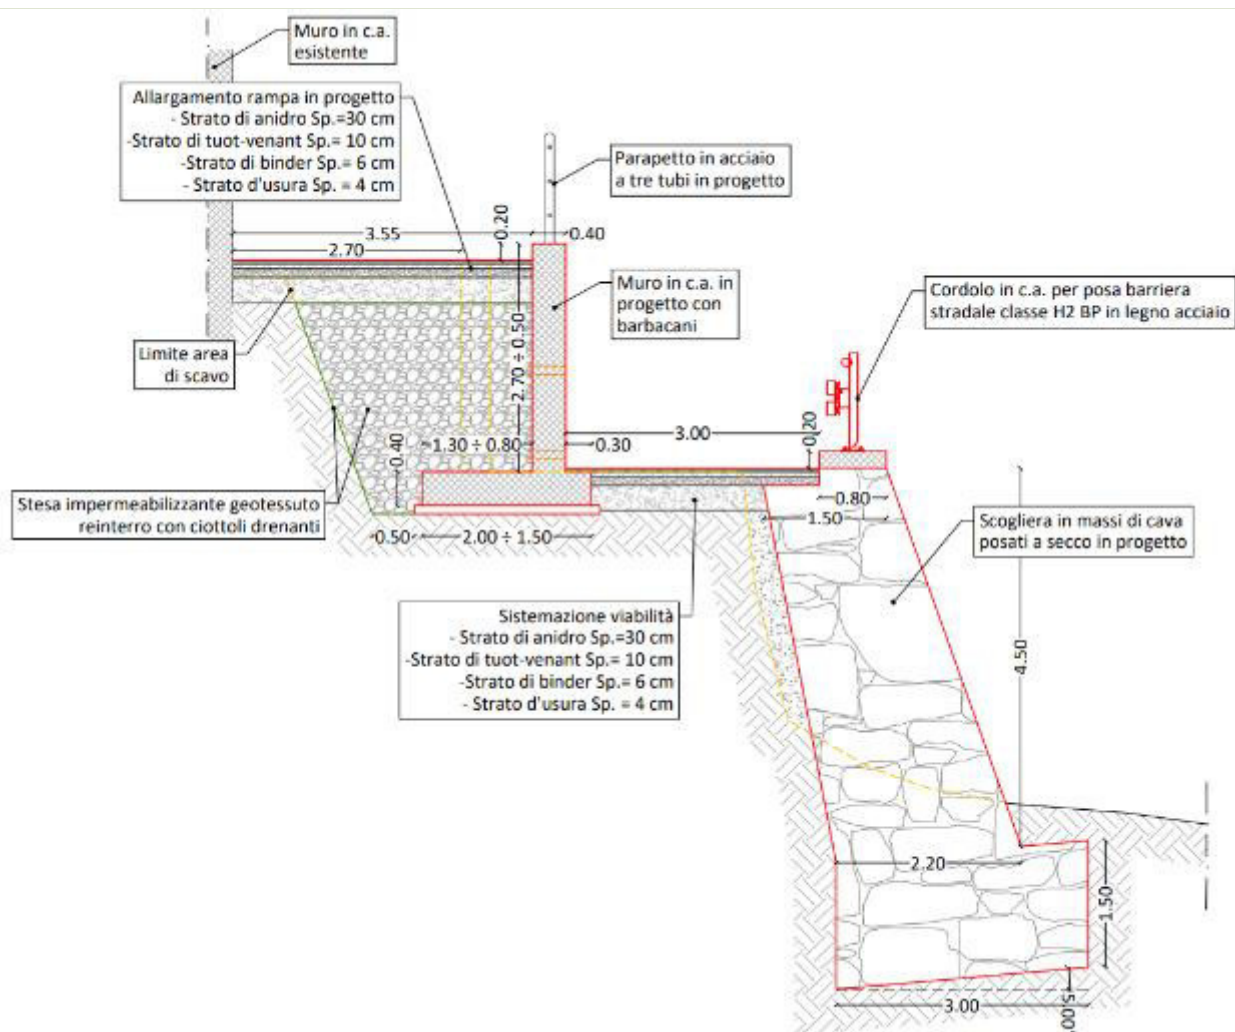 Muro in c.a.
esistente
Allargamento rampa in progetto
- Strato di anidro Sp.=30 cm
-Strato di tuot-venant Sp.= 10 cm
-Strato di binder Sp.= 6 cm
- Strato d'usura Sp. = 4 cm
Parapetto in acciaio
a tre tubi in progetto
3.55
0.20
0.40
2.70
Muro in c.a. in
progetto con
barbacani
Cordolo in c.a. per posa barriera
stradale classe H2 BP in legno acciaio
Limite area
di scavo
2.70 ÷ 0.50
1.30 ÷ 0.80
0.30
3.00
0.20
0.40
Stesa impermeabilizzante geotessuto
reinterro con ciottoli drenanti
0.80
1.50
0.50
2.00 ÷ 1.50
Scogliera in massi di cava
posati a secco in progetto
Sistemazione viabilità
- Strato di anidro Sp.=30 cm
-Strato di tuot-venant Sp.= 10 cm
-Strato di binder Sp.= 6 cm
- Strato d'usura Sp. = 4 cm
4.50
2.20
1.50
3.00
5.00°